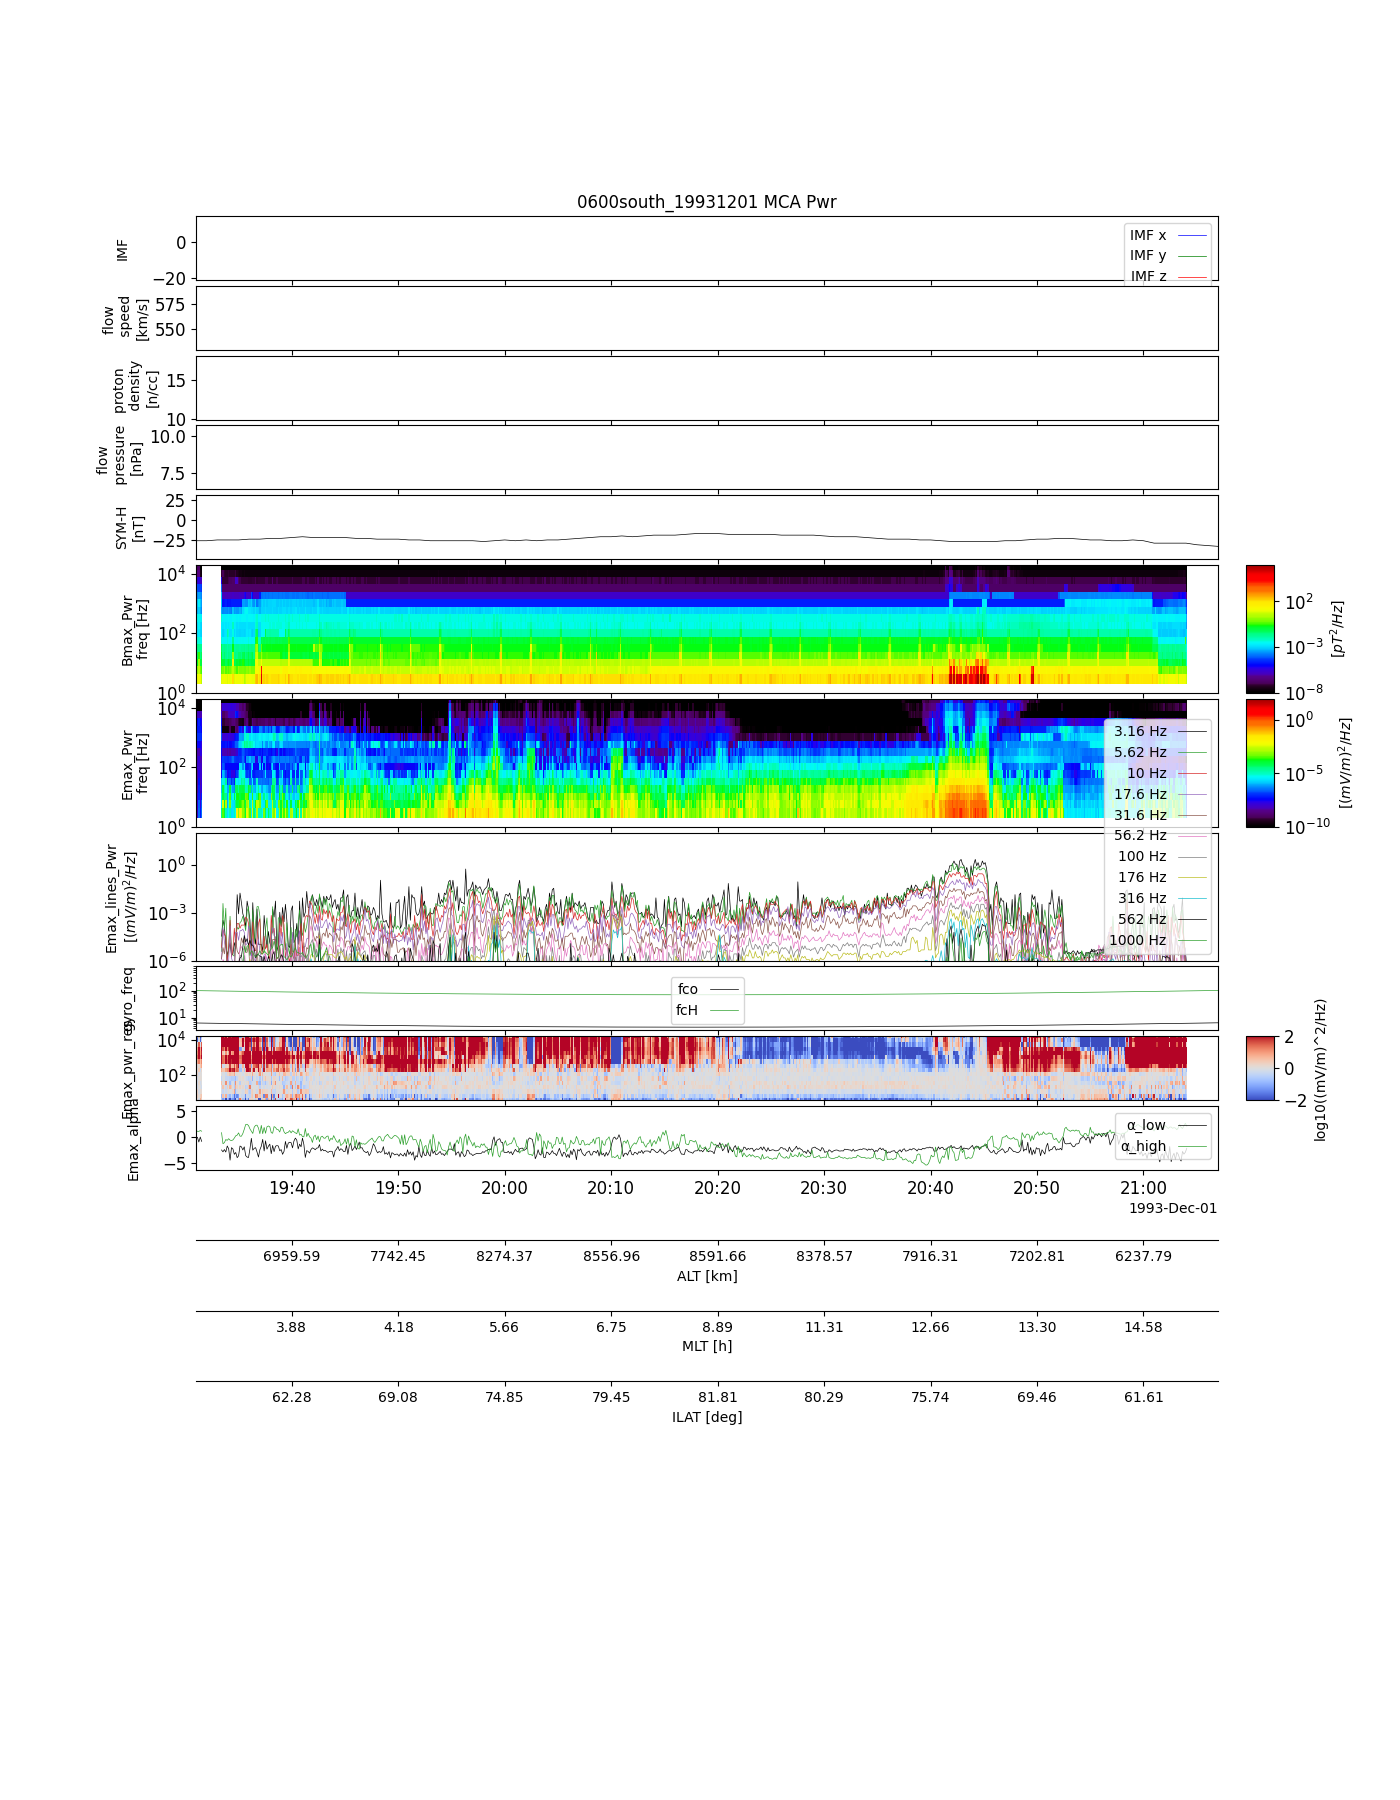 0600south_19931201 MCA Pwr
IMF
0
−20
IMF x
IMF y
IMF z
flow
speed
[km/s]
575
550
proton
density
[n/cc]
15
10
flow
pressure
[nPa]
10.0
7.5
SYM-H
[nT]
25
0
−25
Bmax_Pwr
freq [Hz]
10^4
10^2
10^0
10^2
10^−3
10^−8
[pT^2/Hz]
Emax_Pwr
freq [Hz]
10^4
10^2
10^0
10^0
10^−5
10^−10
[(mV/m)^2/Hz]
3.16 Hz
5.62 Hz
10 Hz
17.6 Hz
31.6 Hz
56.2 Hz
100 Hz
176 Hz
316 Hz
562 Hz
1000 Hz
Emax_lines_Pwr
[(mV/m)^2/Hz]
10^0
10^−3
10^−6
gyro_freq
10^2
10^1
fco
fcH
10^4
10^2
2
0
−2
log10((mV/m)^2/Hz)
Emax_alpha
5
0
−5
α_low
α_high
19:40 19:50 20:00 20:10 20:20 20:30 20:40 20:50 21:00
1993-Dec-01
6959.59 7742.45 8274.37 8556.96 8591.66 8378.57 7916.31 7202.81 6237.79
ALT [km]
3.88 4.18 5.66 6.75 8.89 11.31 12.66 13.30 14.58
MLT [h]
62.28 69.08 74.85 79.45 81.81 80.29 75.74 69.46 61.61
ILAT [deg]